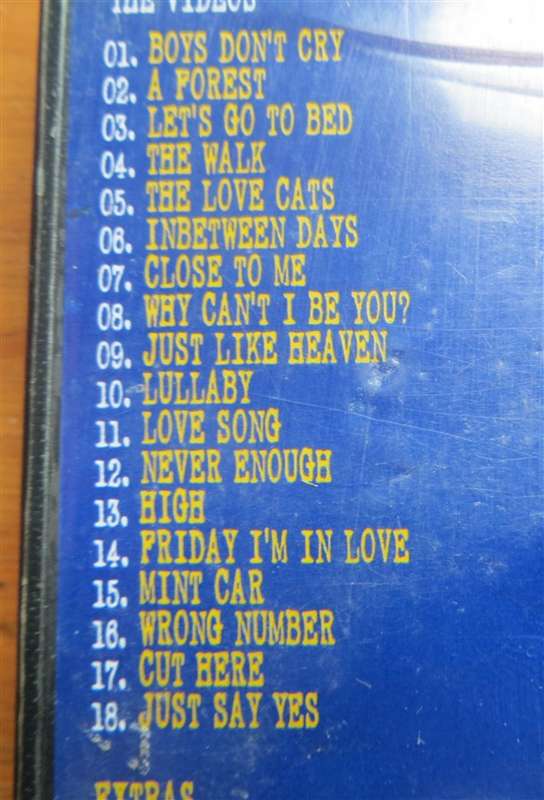 THE VIDEOS
01. BOYS DON'T CRY
02. A FOREST
03. LET'S GO TO BED
04. THE WALK
05. THE LOVE CATS
06. INBETWEEN DAYS
07. CLOSE TO ME
08. WHY CAN'T I BE YOU?
09. JUST LIKE HEAVEN
10. LULLABY
11. LOVE SONG
12. NEVER ENOUGH
13. HIGH
14. FRIDAY I'M IN LOVE
15. MINT CAR
16. WRONG NUMBER
17. CUT HERE
18. JUST SAY YES
EXTRAS